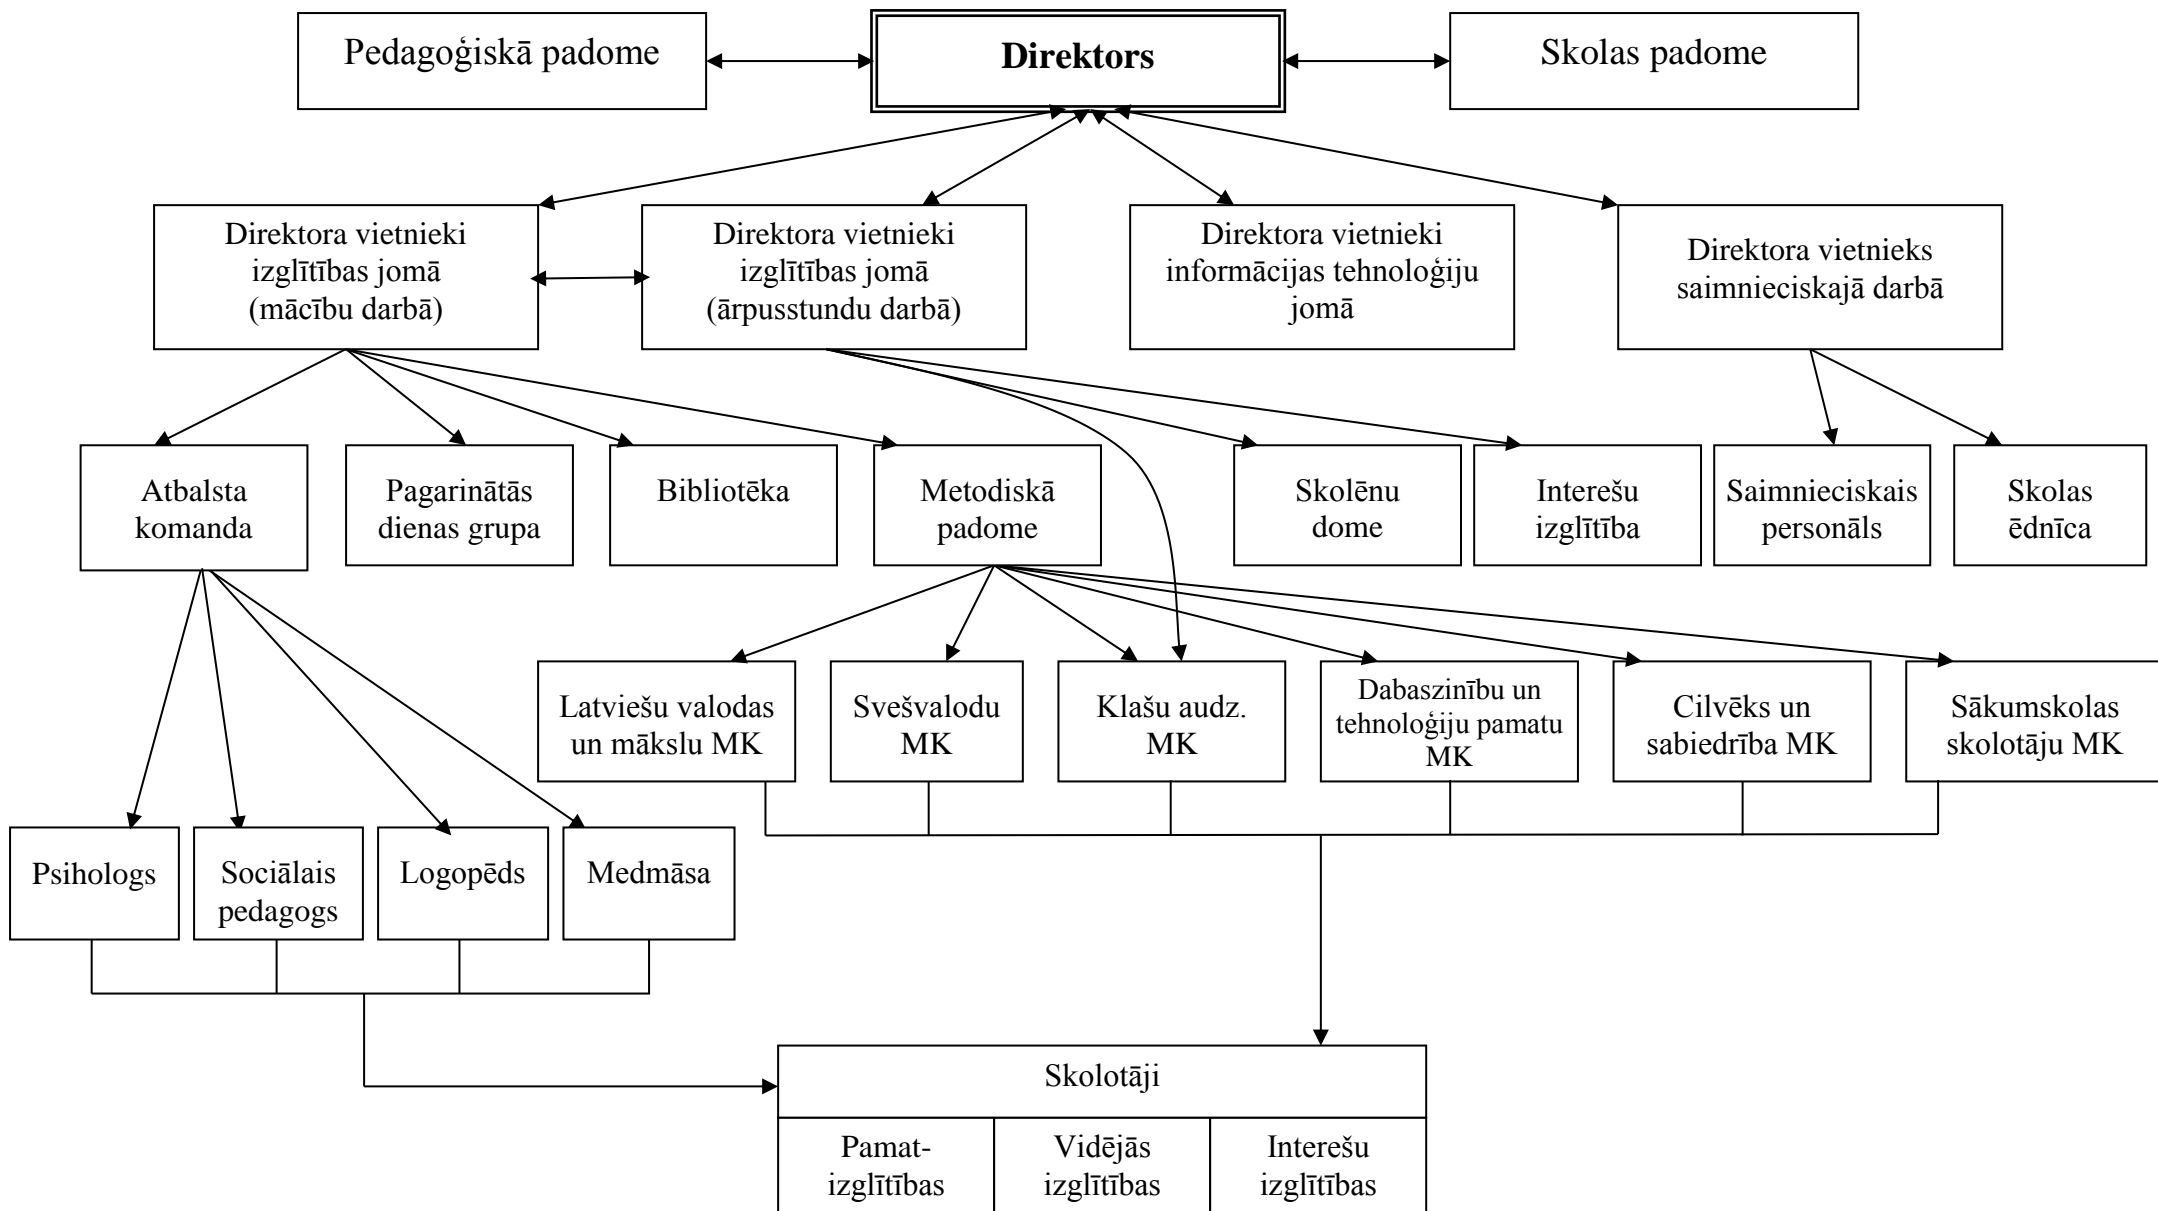 Pedagoģiskā padome
Direktors
Skolas padome
Direktora vietnieki
izglītības jomā
(mācību darbā)
Direktora vietnieki
izglītības jomā
(ārpusstundu darbā)
Direktora vietnieki
informācijas tehnoloģiju
jomā
Direktora vietnieks
saimnieciskajā darbā
Atbalsta
komanda
Pagarinātās
dienas grupa
Bibliotēka
Metodiskā
padome
Skolēnu
dome
Interešu
izglītība
Saimnieciskais
personāls
Skolas
ēdnīca
Latviešu valodas
un mākslu MK
Svešvalodu
MK
Klašu audz.
MK
Dabaszinību un
tehnoloģiju pamatu
MK
Cilvēks un
sabiedrība MK
Sākumskolas
skolotāju MK
Psihologs
Sociālais
pedagogs
Logopēds
Medmāsa
Skolotāji
Pamat-
izglītības
Vidējās
izglītības
Interešu
izglītības